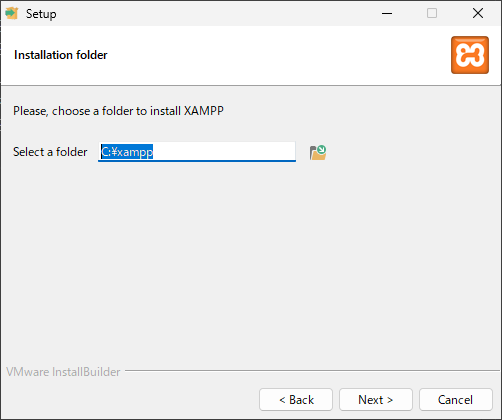 Setup
Installation folder
Please, choose a folder to install XAMPP
Select a folder C:¥xampp
VMware InstallBuilder
< Back Next > Cancel